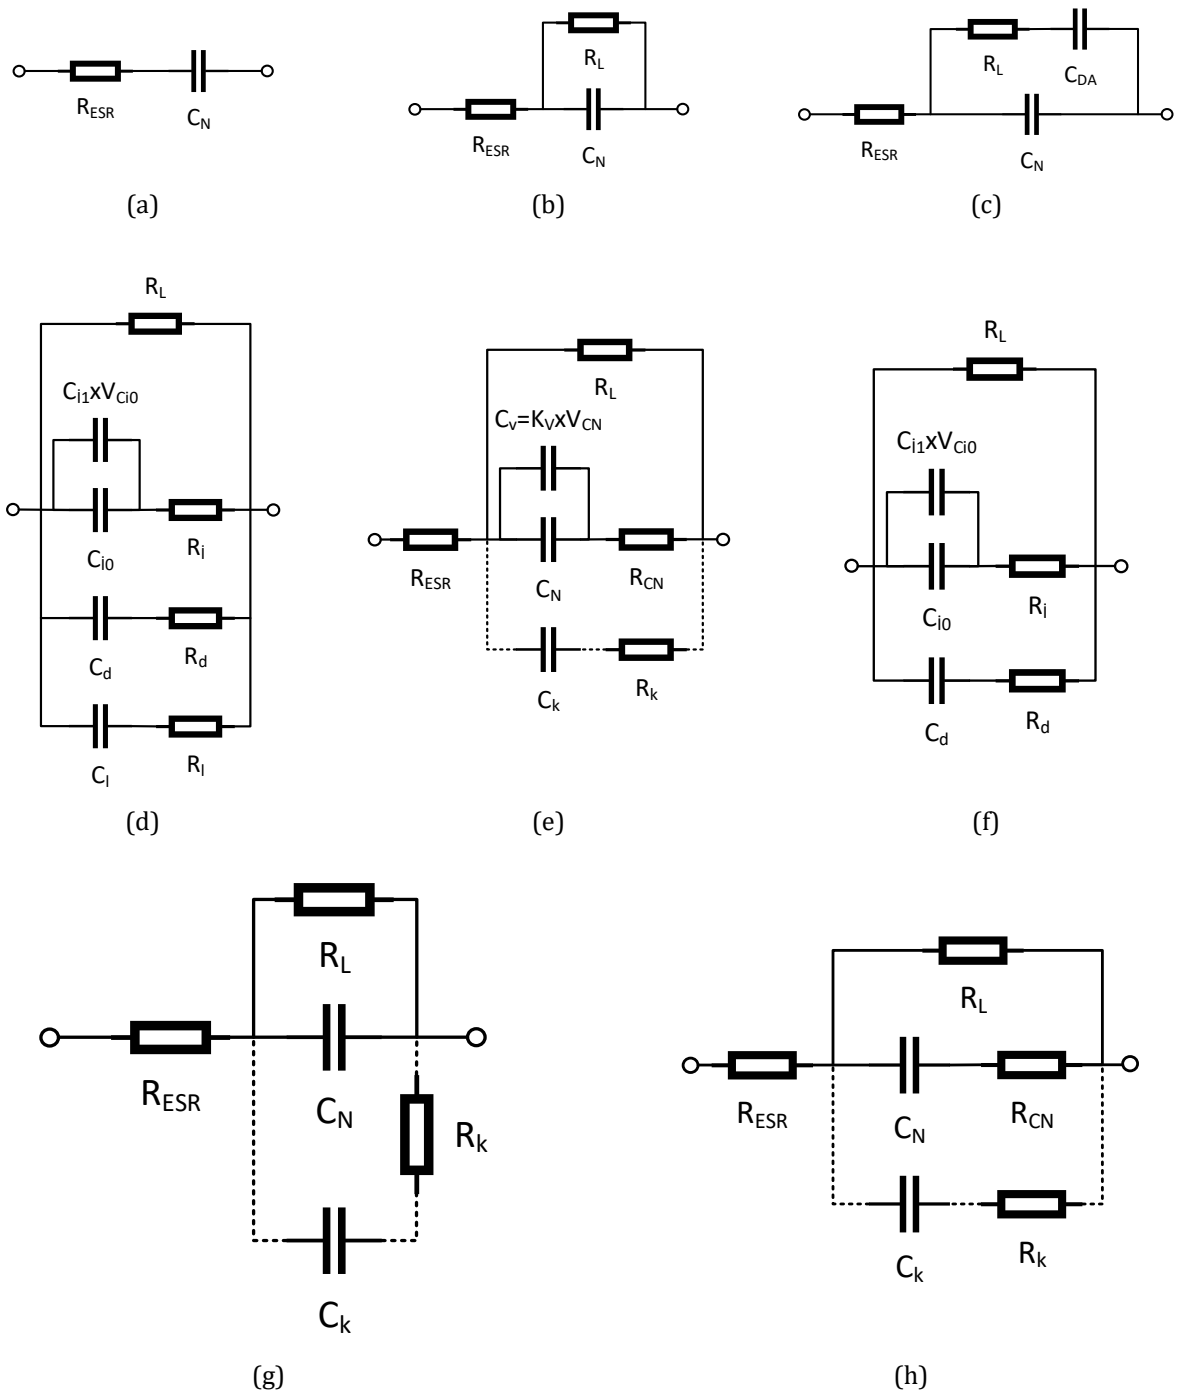 R_ESR
C_N
(a)
R_L
R_ESR
C_N
(b)
R_L
C_DA
R_ESR
C_N
(c)
R_L
C_i1xV_Ci0
C_i0
R_i
C_d
R_d
C_l
R_l
(d)
R_L
C_v=K_VxV_CN
R_ESR
C_N
R_CN
C_k
R_k
(e)
R_L
C_i1xV_Ci0
C_i0
R_i
C_d
R_d
(f)
R_L
R_ESR
C_N
R_k
C_k
(g)
R_L
R_ESR
C_N
R_CN
C_k
R_k
(h)